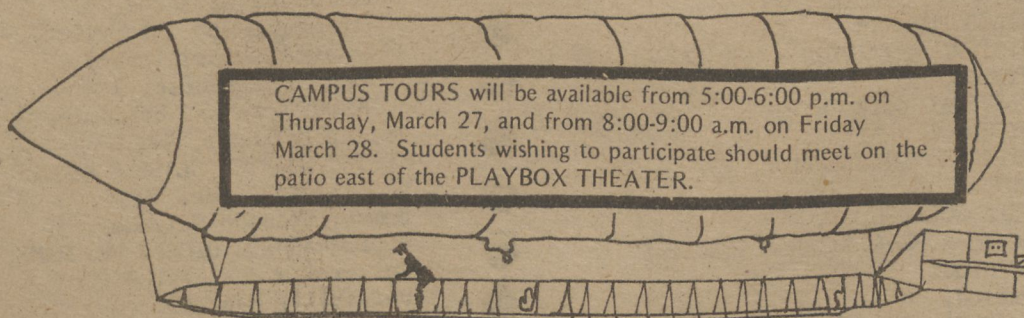 CAMPUS TOURS will be available from 5:00-6:00 p.m. on
Thursday, March 27, and from 8:00-9:00 a.m. on Friday
March 28. Students wishing to participate should meet on the
patio east of the PLAYBOX THEATER.